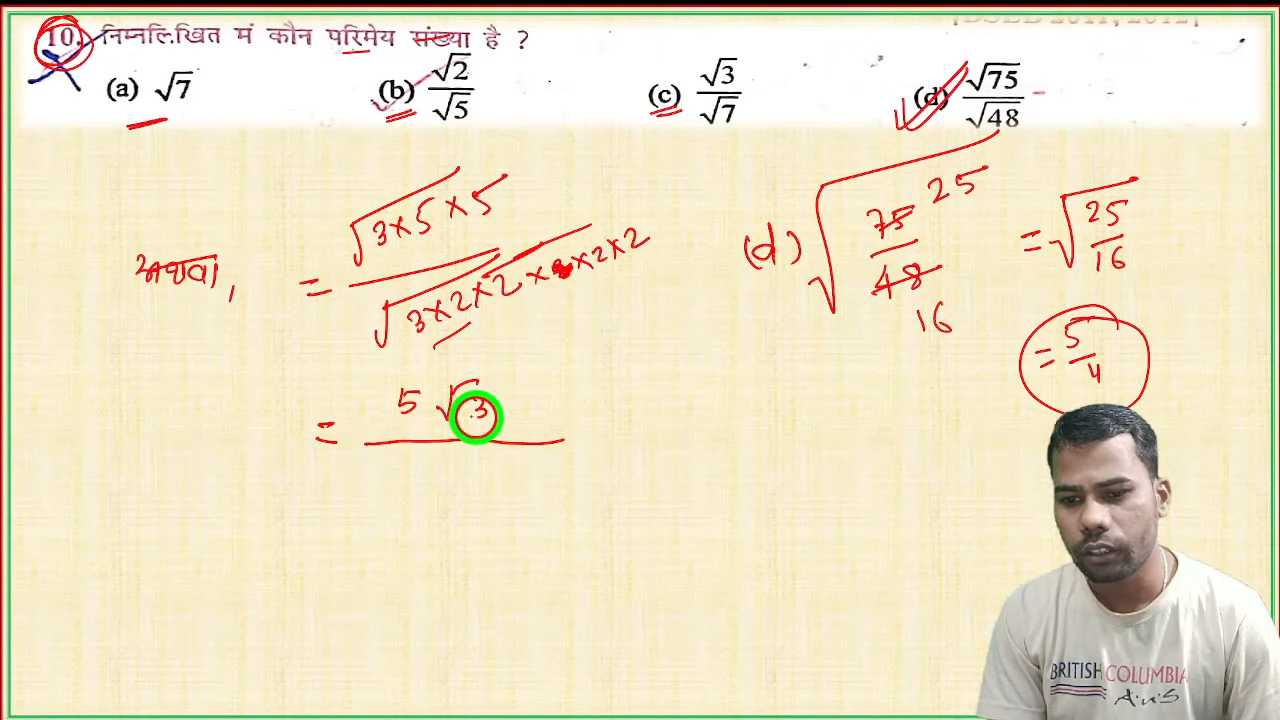 10. निम्नलिखित में कौन परिमेय संख्या है ?
(a) √7 (b) √2/√5 (c) √3/√7 (d) √75/√48
अथवा, = √3×5×5 / √3×2×2×2×2
= 5√3
(d) √75/48 25 16 = √25/16
= 5/4
BRITISH COLUMBIA